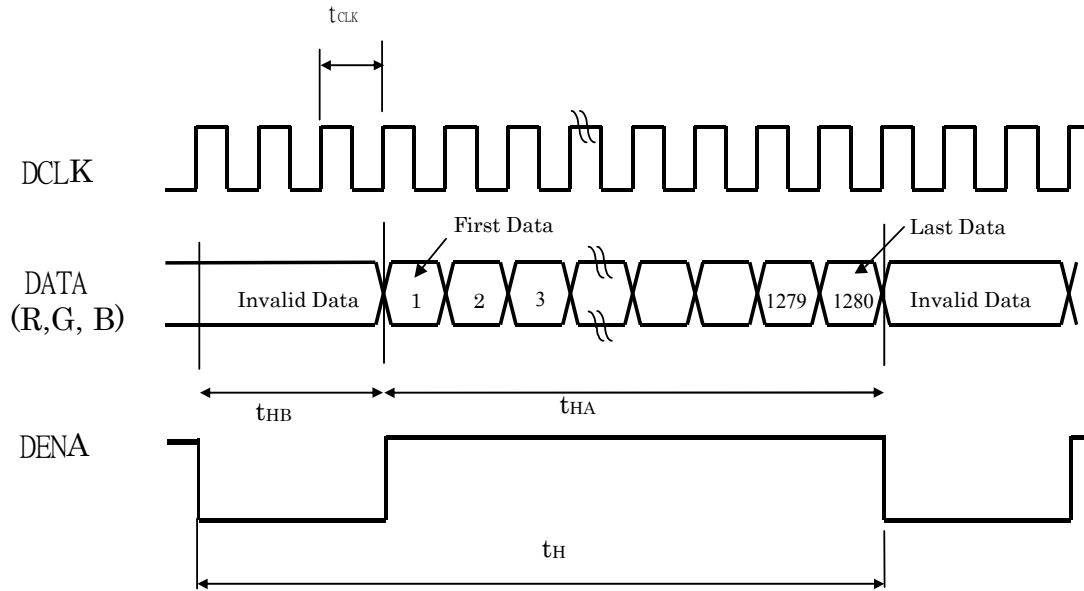 tCLK
DCLK
First Data
Last Data
DATA
(R,G, B)
Invalid Data
1
2
3
1279
1280
Invalid Data
tHB
tHA
DENA
tH